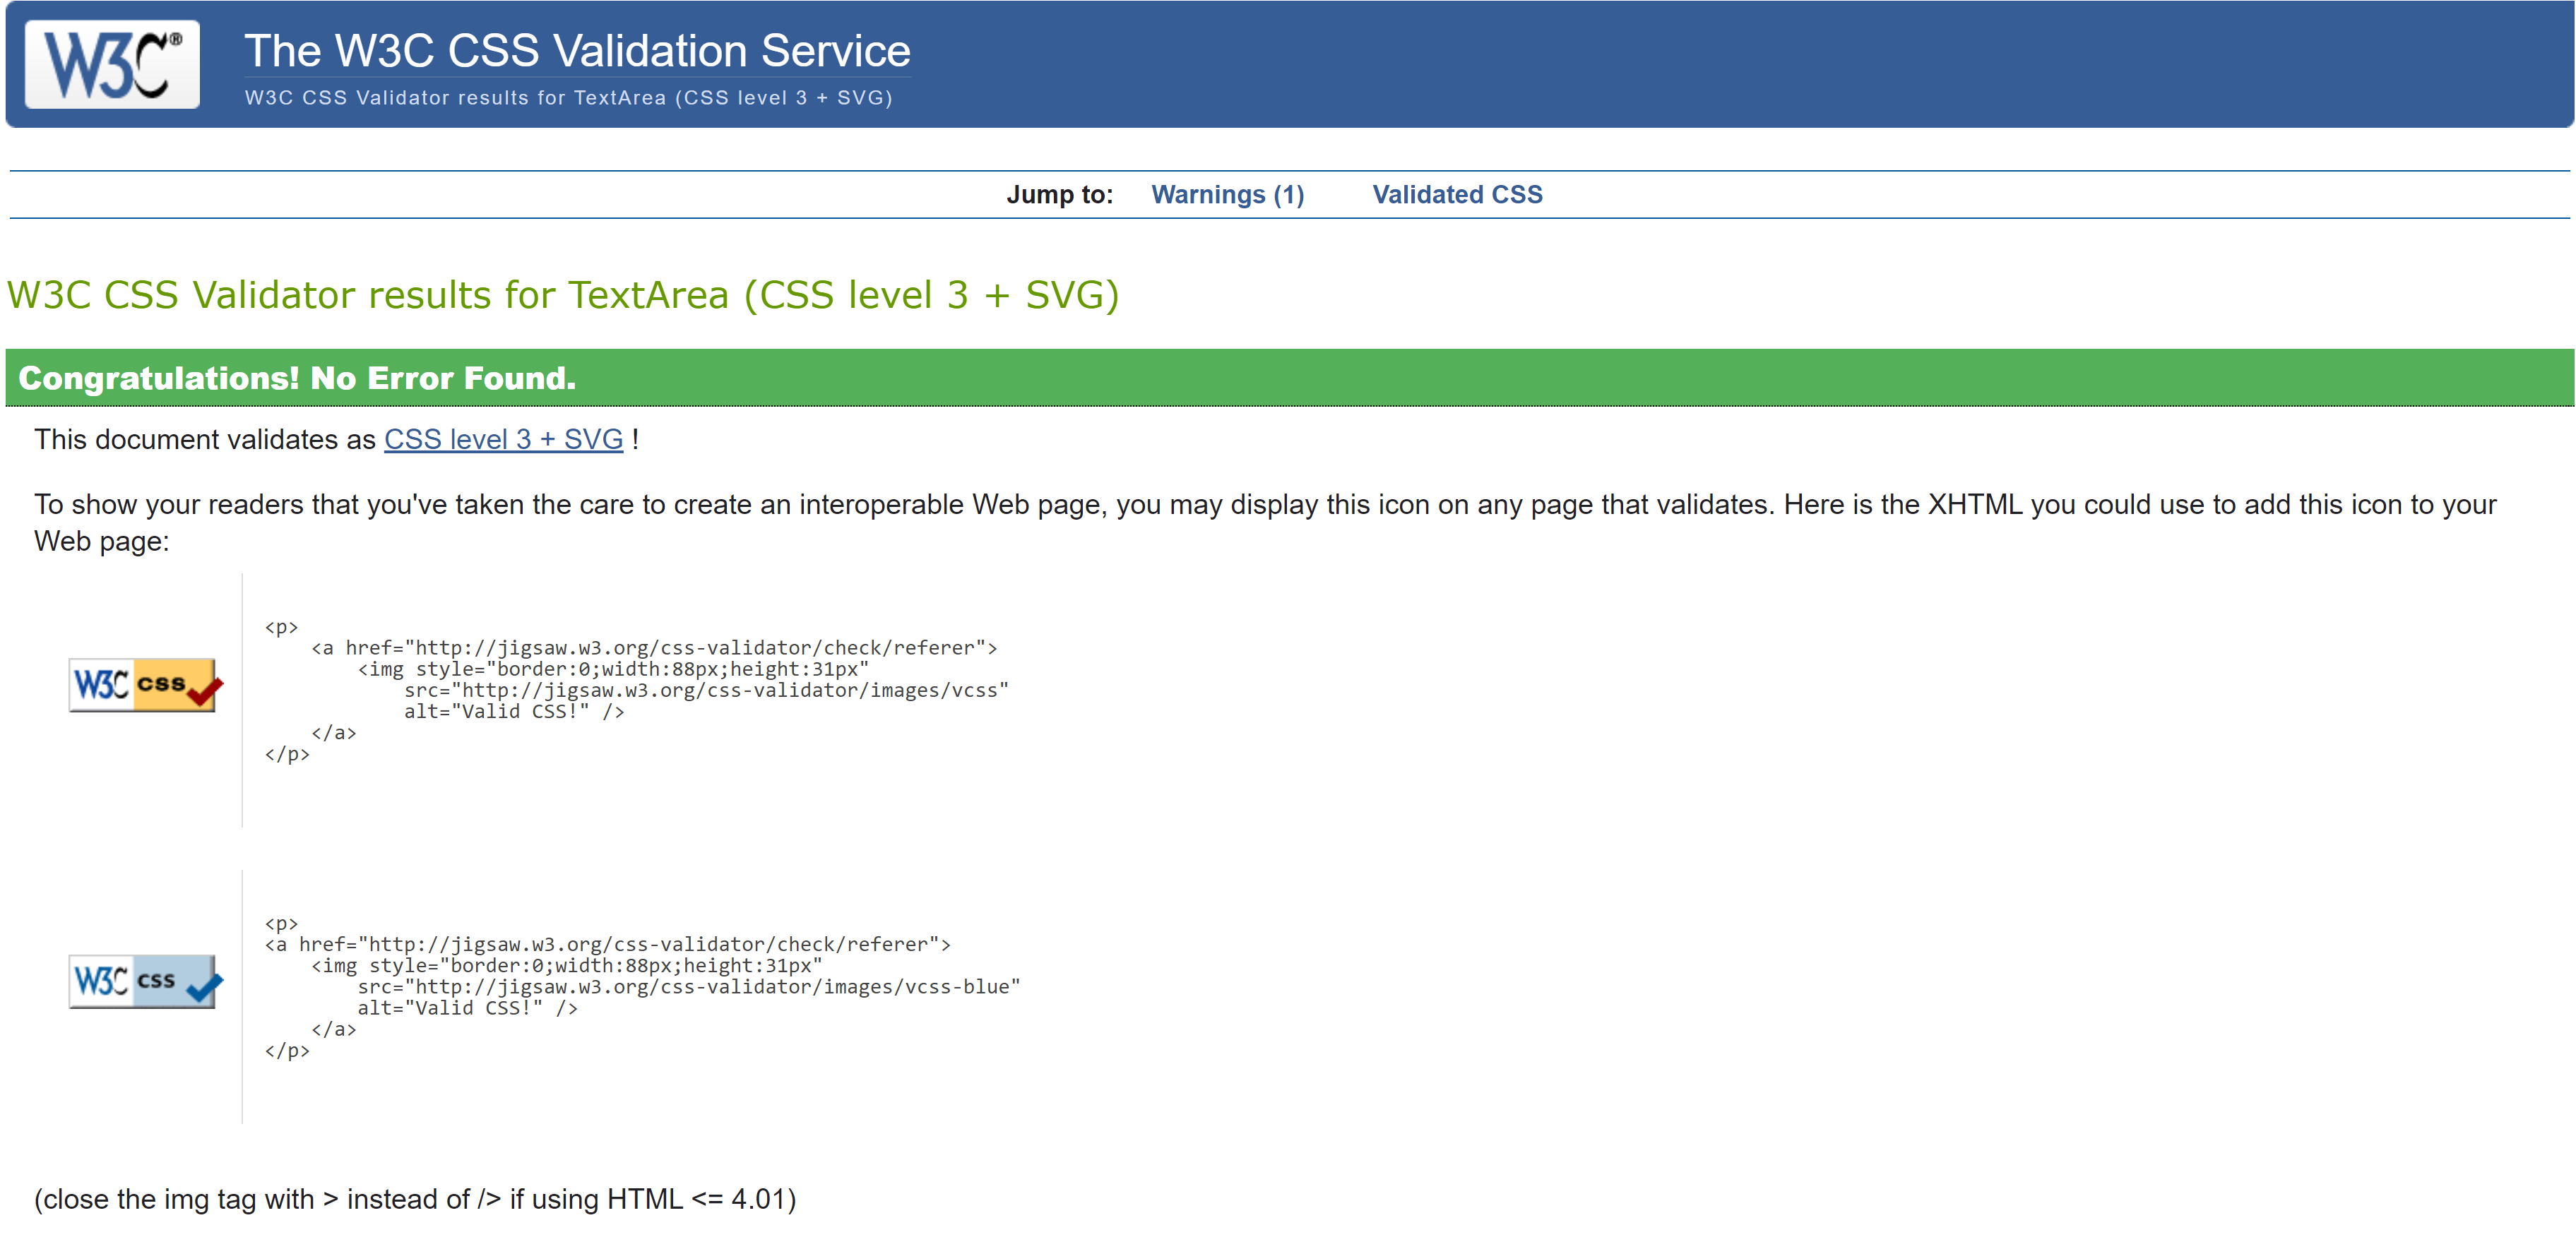 W3C®
The W3C CSS Validation Service
W3C CSS Validator results for TextArea (CSS level 3 + SVG)
Jump to: Warnings (1) Validated CSS
W3C CSS Validator results for TextArea (CSS level 3 + SVG)
Congratulations! No Error Found.
This document validates as CSS level 3 + SVG !
To show your readers that you've taken the care to create an interoperable Web page, you may display this icon on any page that validates. Here is the XHTML you could use to add this icon to your
Web page:
W3C css
<p>
    <a href="http://jigsaw.w3.org/css-validator/check/referer">
        <img style="border:0;width:88px;height:31px"
            src="http://jigsaw.w3.org/css-validator/images/vcss"
            alt="Valid CSS!" />
    </a>
</p>
W3C css
<p>
<a href="http://jigsaw.w3.org/css-validator/check/referer">
    <img style="border:0;width:88px;height:31px"
        src="http://jigsaw.w3.org/css-validator/images/vcss-blue"
        alt="Valid CSS!" />
    </a>
</p>
(close the img tag with > instead of /> if using HTML <= 4.01)